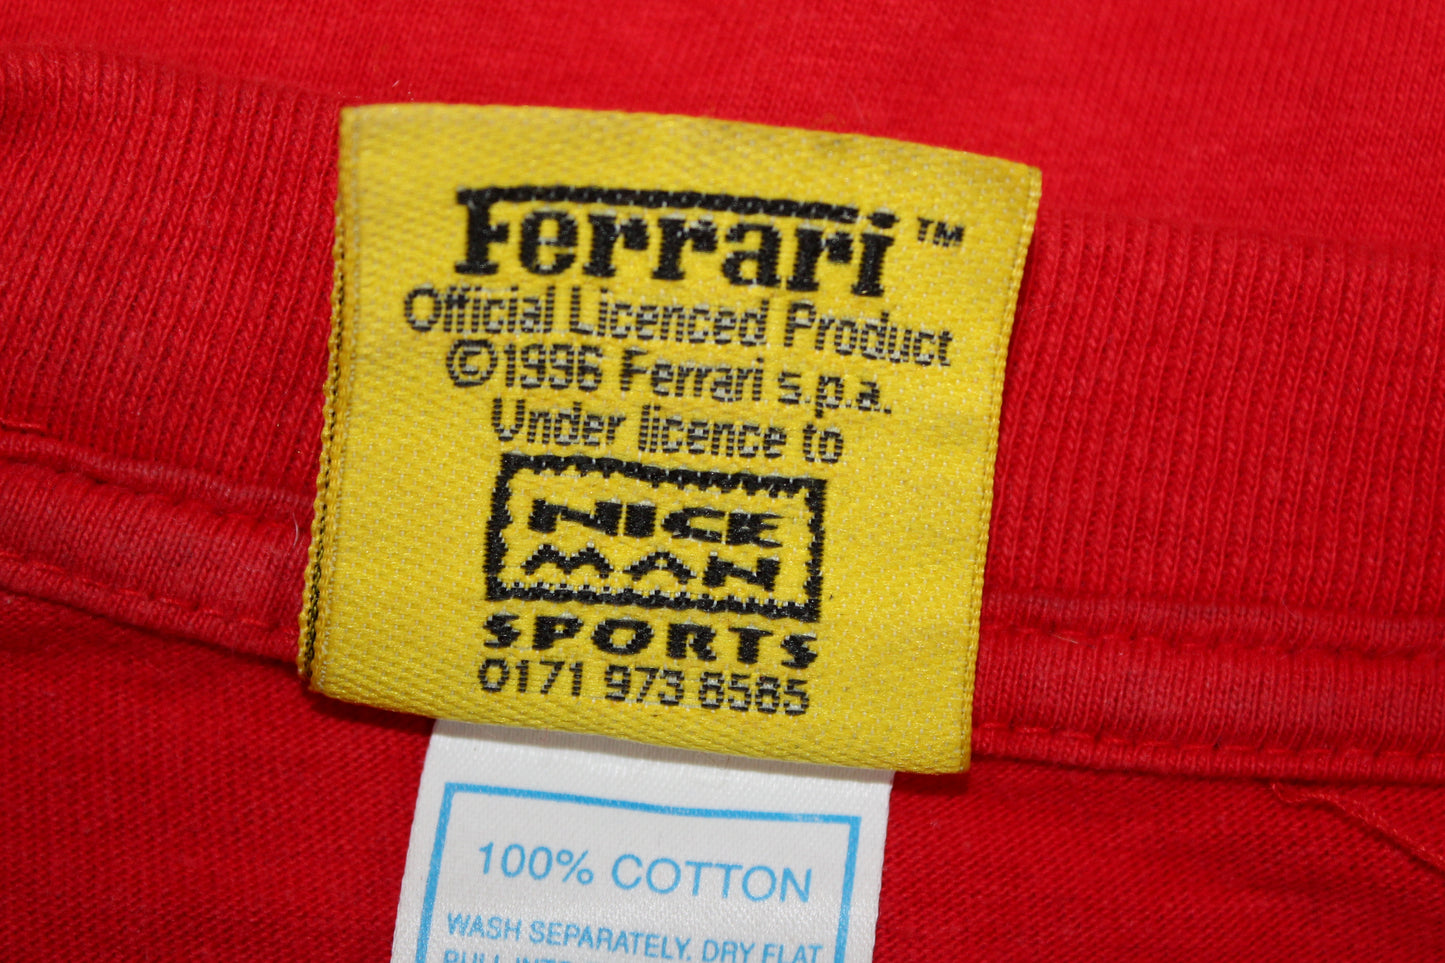 Ferrari™
Official Licenced Product
©1996 Ferrari s.p.a.
Under licence to
NICE
MAN
SPORTS
0171 973 8585
100% COTTON
WASH SEPARATELY. DRY FLAT
PULL